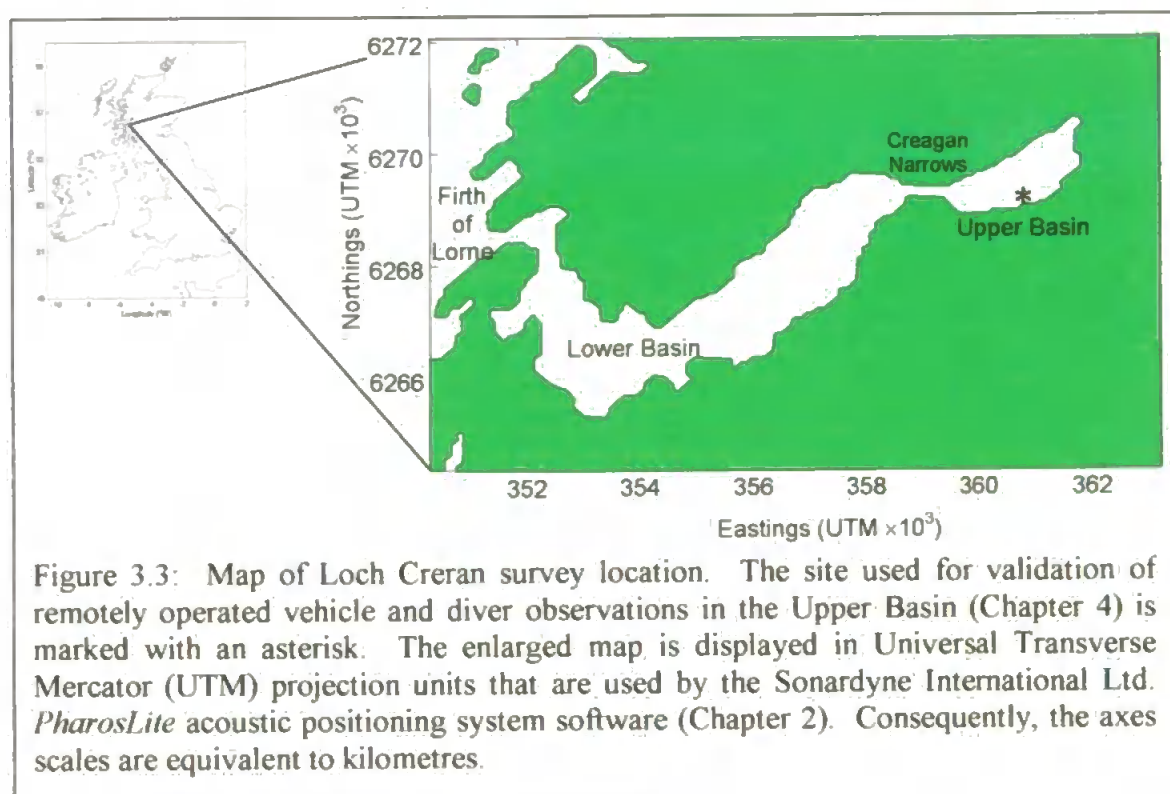 6272
6270
6268
6266
Northings (UTM ×10³)
Firth
of
Lorne
Creagan
Narrows
*
Upper Basin
Lower Basin
352 354 356 358 360 362
Eastings (UTM ×10³)
Figure 3.3: Map of Loch Creran survey location. The site used for validation of
remotely operated vehicle and diver observations in the Upper Basin (Chapter 4) is
marked with an asterisk. The enlarged map is displayed in Universal Transverse
Mercator (UTM) projection units that are used by the Sonardyne International Ltd.
PharosLite acoustic positioning system software (Chapter 2). Consequently, the axes
scales are equivalent to kilometres.